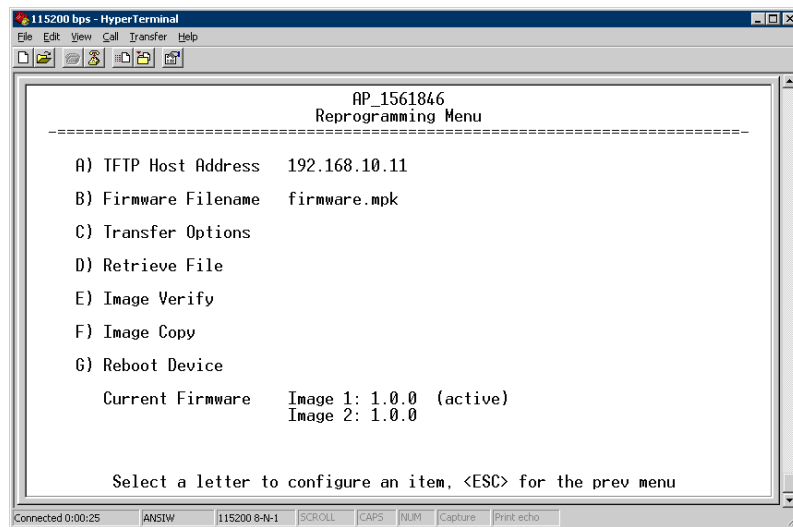 115200 bps - HyperTerminal
File Edit View Call Transfer Help
AP_1561846
Reprogramming Menu
-==========================================================================-
A) TFTP Host Address 192.168.10.11
B) Firmware Filename firmware.mpk
C) Transfer Options
D) Retrieve File
E) Image Verify
F) Image Copy
G) Reboot Device
Current Firmware Image 1: 1.0.0 (active)
Image 2: 1.0.0
Select a letter to configure an item, <ESC> for the prev menu
Connected 0:00:25 ANSIW 115200 8-N-1 SCROLL CAPS NUM Capture Print echo